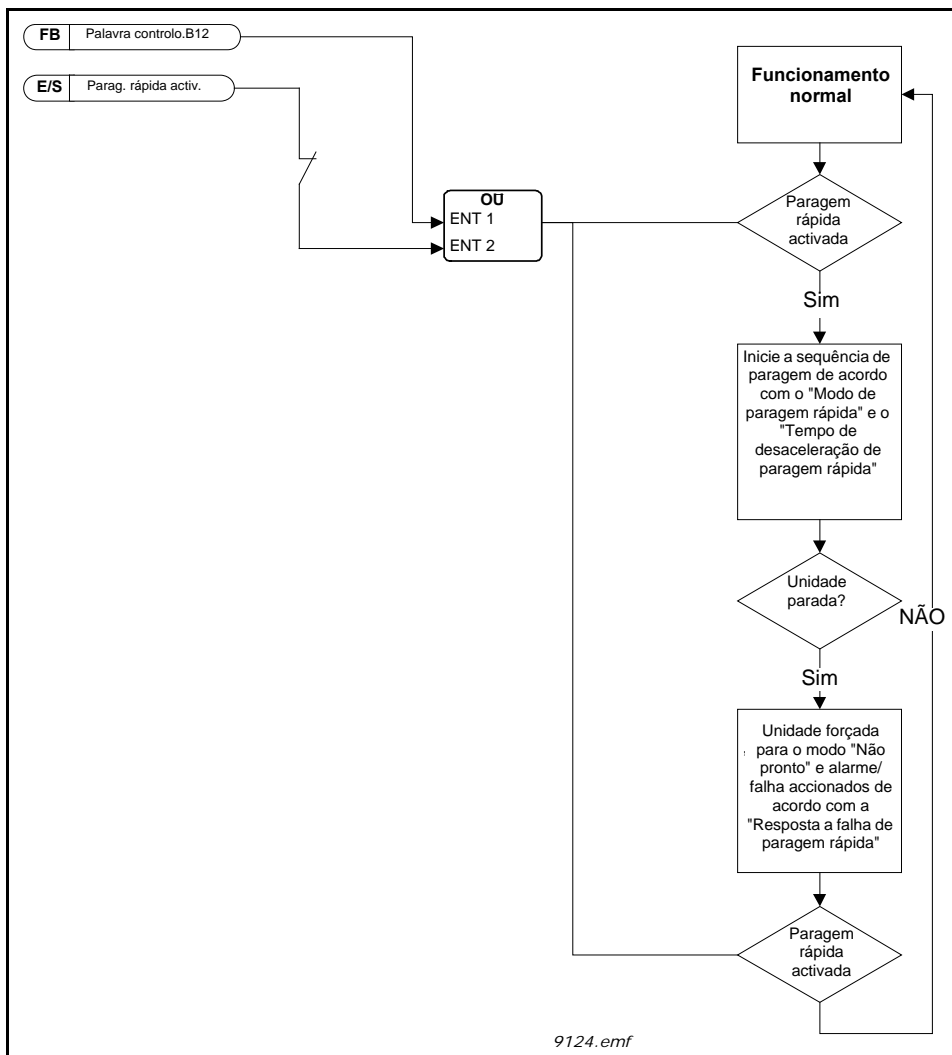 FB Palavra controlo.B12
E/S Parag. rápida activ.
OU
ENT 1
ENT 2
Funcionamento
normal
Paragem
rápida
activada
Sim
Inicie a sequência de
paragem de acordo
com o "Modo de
paragem rápida" e o
"Tempo de
desaceleração de
paragem rápida"
Unidade
parada?
NÃO
Sim
Unidade forçada
para o modo "Não
pronto" e alarme/
falha accionados de
acordo com a
"Resposta a falha de
paragem rápida"
Paragem
rápida
activada
9124.emf